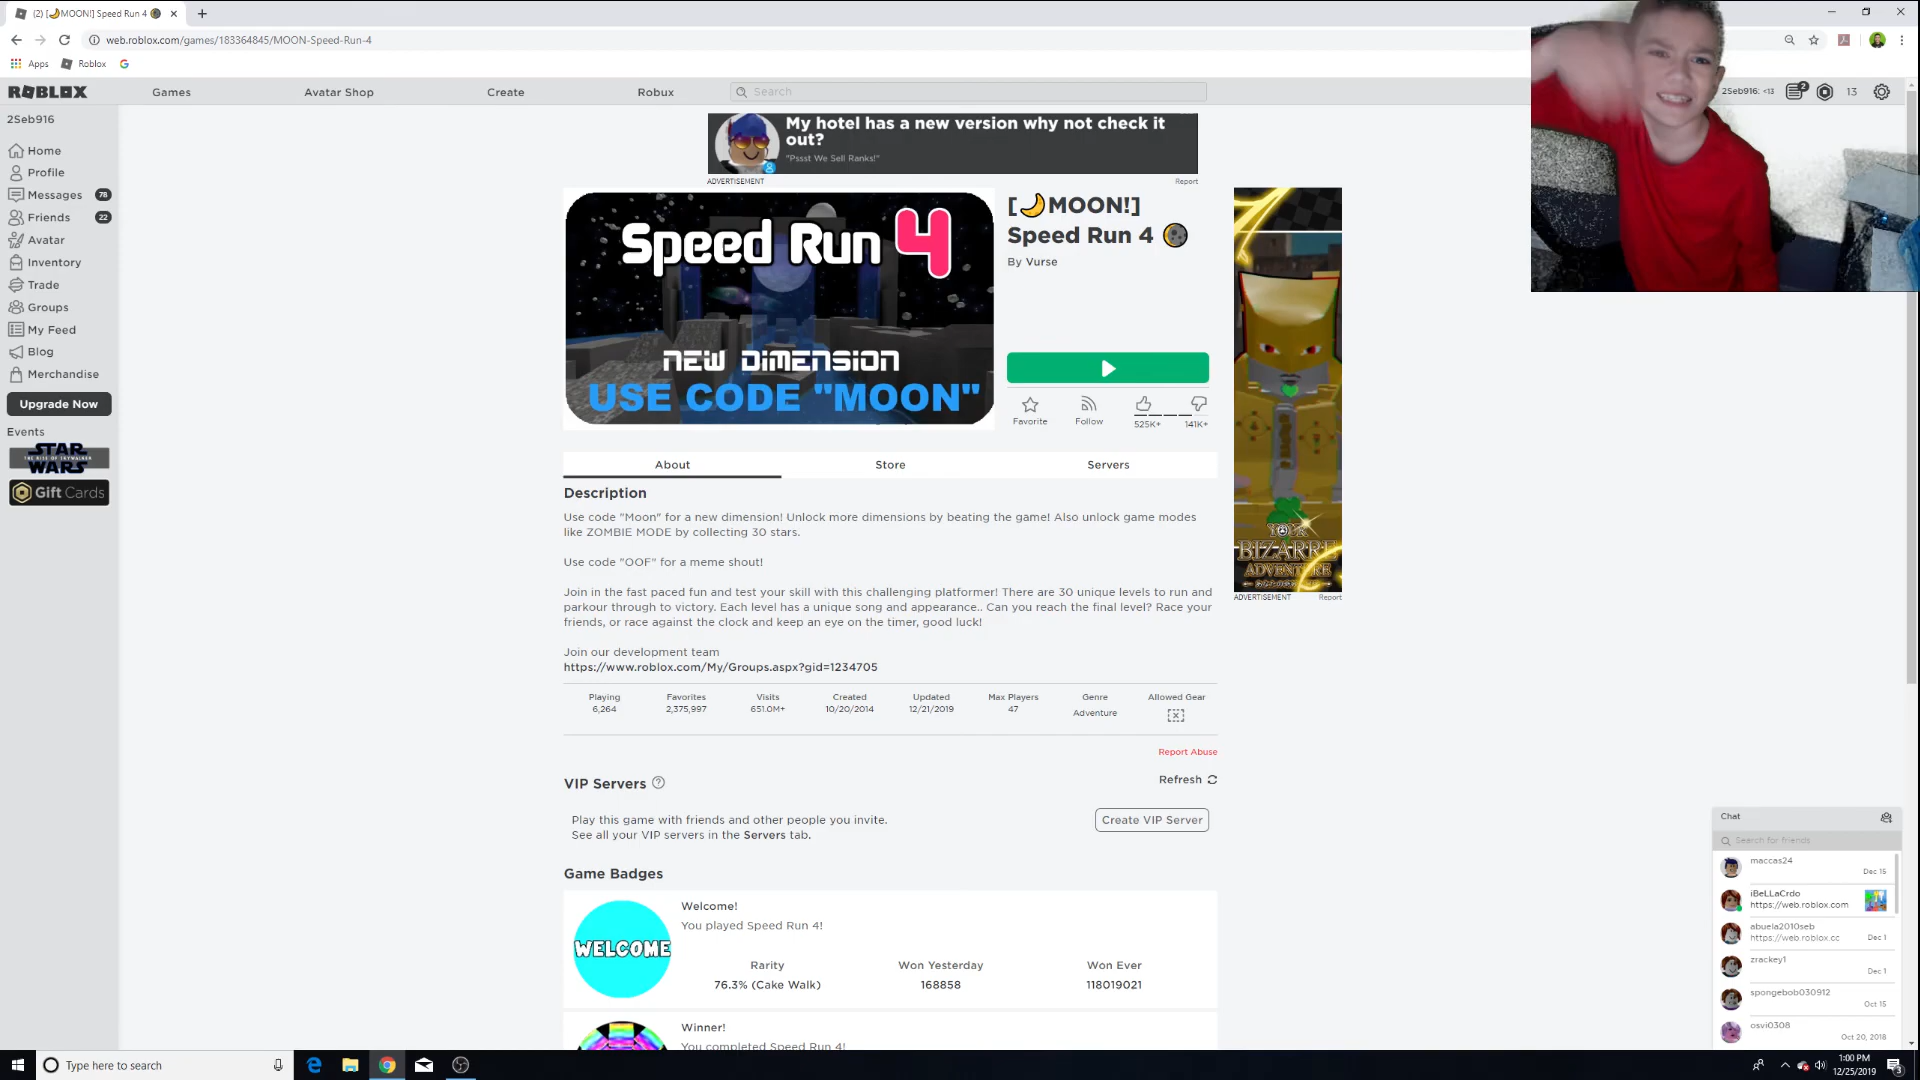 (2) [🌙MOON!] Speed Run 4 🌘
web.roblox.com/games/183364845/MOON-Speed-Run-4
Apps
Roblox
ROBLOX
Games
Avatar Shop
Create
Robux
Search
2Seb916: <13
2
13
2Seb916
Home
Profile
Messages 78
Friends 22
Avatar
Inventory
Trade
Groups
My Feed
Blog
Merchandise
Upgrade Now
Events
STAR WARS
THE RISE OF SKYWALKER
Gift Cards
My hotel has a new version why not check it
out?
"Pssst We Sell Ranks!"
ADVERTISEMENT
Report
Speed Run 4
NEW DIMENSION
USE CODE "MOON"
[🌙MOON!]
Speed Run 4 🌘
By Vurse
Favorite
Follow
525K+
141K+
YOUR
BIZARRE
ADVENTURE
ADVERTISEMENT
Report
About
Store
Servers
Description
Use code "Moon" for a new dimension! Unlock more dimensions by beating the game! Also unlock game modes
like ZOMBIE MODE by collecting 30 stars.
Use code "OOF" for a meme shout!
Join in the fast paced fun and test your skill with this challenging platformer! There are 30 unique levels to run and
parkour through to victory. Each level has a unique song and appearance.. Can you reach the final level? Race your
friends, or race against the clock and keep an eye on the timer, good luck!
Join our development team
https://www.roblox.com/My/Groups.aspx?gid=1234705
Playing Favorites Visits Created Updated Max Players Genre Allowed Gear
6,264 2,375,997 651.0M+ 10/20/2014 12/21/2019 47 Adventure
Report Abuse
VIP Servers
Refresh
Play this game with friends and other people you invite.
See all your VIP servers in the Servers tab.
Create VIP Server
Game Badges
WELCOME
Welcome!
You played Speed Run 4!
Rarity Won Yesterday Won Ever
76.3% (Cake Walk) 168858 118019021
Winner!
You completed Speed Run 4!
Chat
Search for friends
maccas24
Dec 15
iBeLLaCrdo
https://web.roblox.com
abuela2010seb
https://web.roblox.cc Dec 1
zrackey1
Dec 1
spongebob030912
Oct 15
osvi0308
Oct 20, 2018
Type here to search
1:00 PM
12/25/2019
3